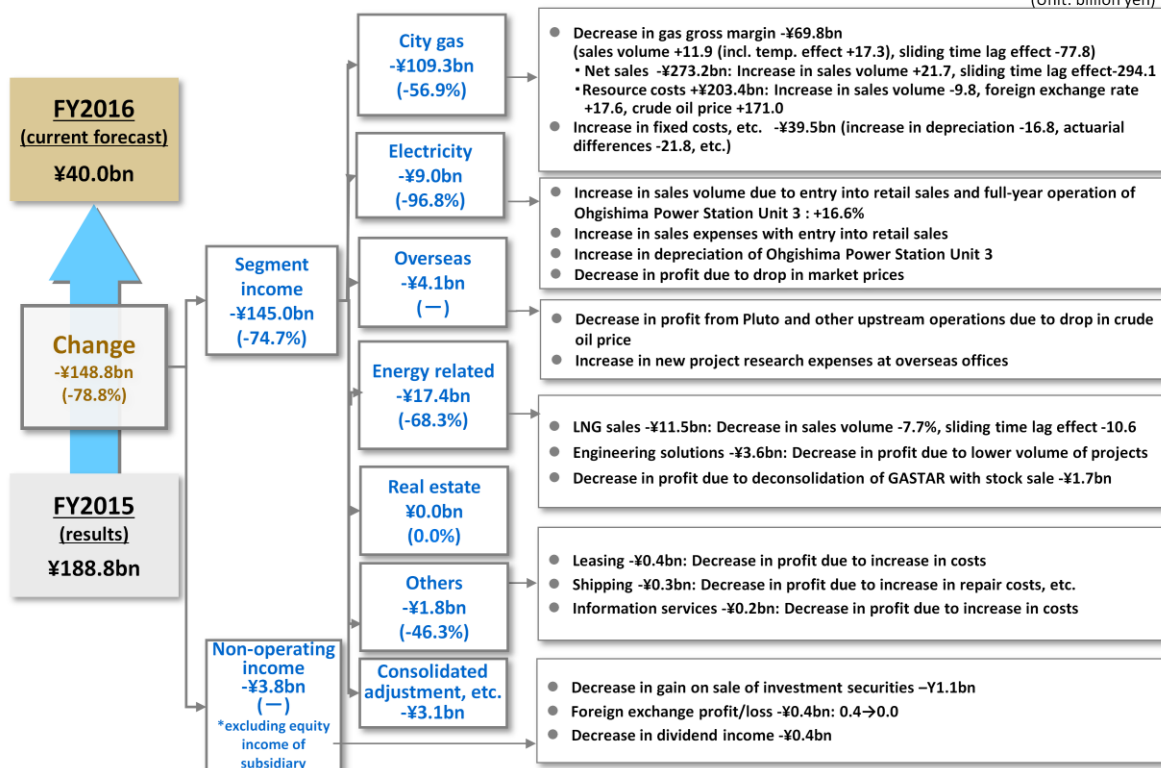 (Unit: billion yen)
FY2016
(current forecast)
¥40.0bn
Change
-¥148.8bn
(-78.8%)
FY2015
(results)
¥188.8bn
Segment
income
-¥145.0bn
(-74.7%)
Non-operating
income
-¥3.8bn
(—)
*excluding equity
income of
subsidiary
City gas
-¥109.3bn
(-56.9%)
Electricity
-¥9.0bn
(-96.8%)
Overseas
-¥4.1bn
(—)
Energy related
-¥17.4bn
(-68.3%)
Real estate
¥0.0bn
(0.0%)
Others
-¥1.8bn
(-46.3%)
Consolidated
adjustment, etc.
-¥3.1bn
● Decrease in gas gross margin -¥69.8bn
(sales volume +11.9 (incl. temp. effect +17.3), sliding time lag effect -77.8)
・Net sales -¥273.2bn: Increase in sales volume +21.7, sliding time lag effect-294.1
・Resource costs +¥203.4bn: Increase in sales volume -9.8, foreign exchange rate
+17.6, crude oil price +171.0
● Increase in fixed costs, etc. -¥39.5bn (increase in depreciation -16.8, actuarial
differences -21.8, etc.)
● Increase in sales volume due to entry into retail sales and full-year operation of
Ohgishima Power Station Unit 3 : +16.6%
● Increase in sales expenses with entry into retail sales
● Increase in depreciation of Ohgishima Power Station Unit 3
● Decrease in profit due to drop in market prices
● Decrease in profit from Pluto and other upstream operations due to drop in crude
oil price
● Increase in new project research expenses at overseas offices
● LNG sales -¥11.5bn: Decrease in sales volume -7.7%, sliding time lag effect -10.6
● Engineering solutions -¥3.6bn: Decrease in profit due to lower volume of projects
● Decrease in profit due to deconsolidation of GASTAR with stock sale -¥1.7bn
● Leasing -¥0.4bn: Decrease in profit due to increase in costs
● Shipping -¥0.3bn: Decrease in profit due to increase in repair costs, etc.
● Information services -¥0.2bn: Decrease in profit due to increase in costs
● Decrease in gain on sale of investment securities –Y1.1bn
● Foreign exchange profit/loss -¥0.4bn: 0.4→0.0
● Decrease in dividend income -¥0.4bn